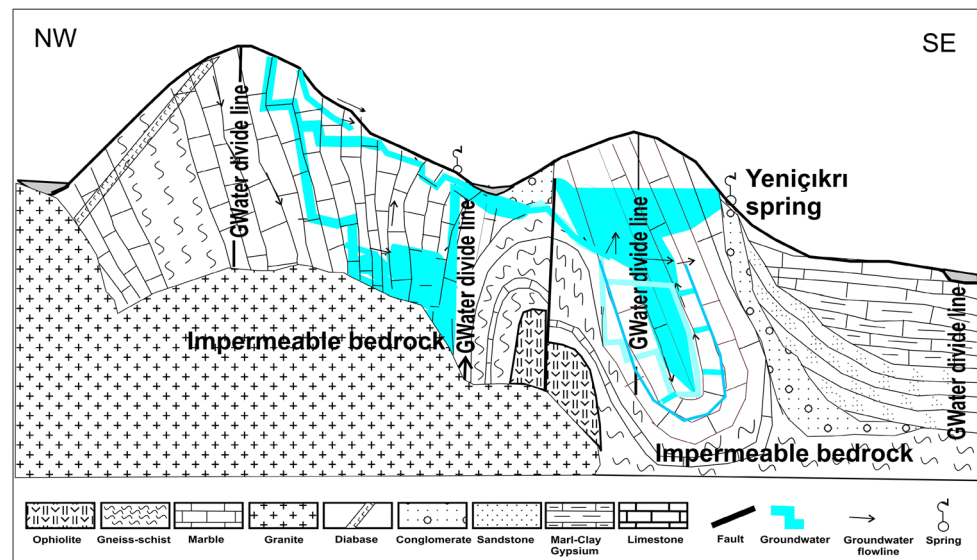 NW
SE
GWater divide line
GWater divide line
GWater divide line
GWater divide line
Yeniçıkrı
spring
Impermeable bedrock
Impermeable bedrock
Ophiolite
Gneiss-schist
Marble
Granite
Diabase
Conglomerate
Sandstone
Marl-Clay
Gypsium
Limestone
Fault
Groundwater
Groundwater
flowline
Spring